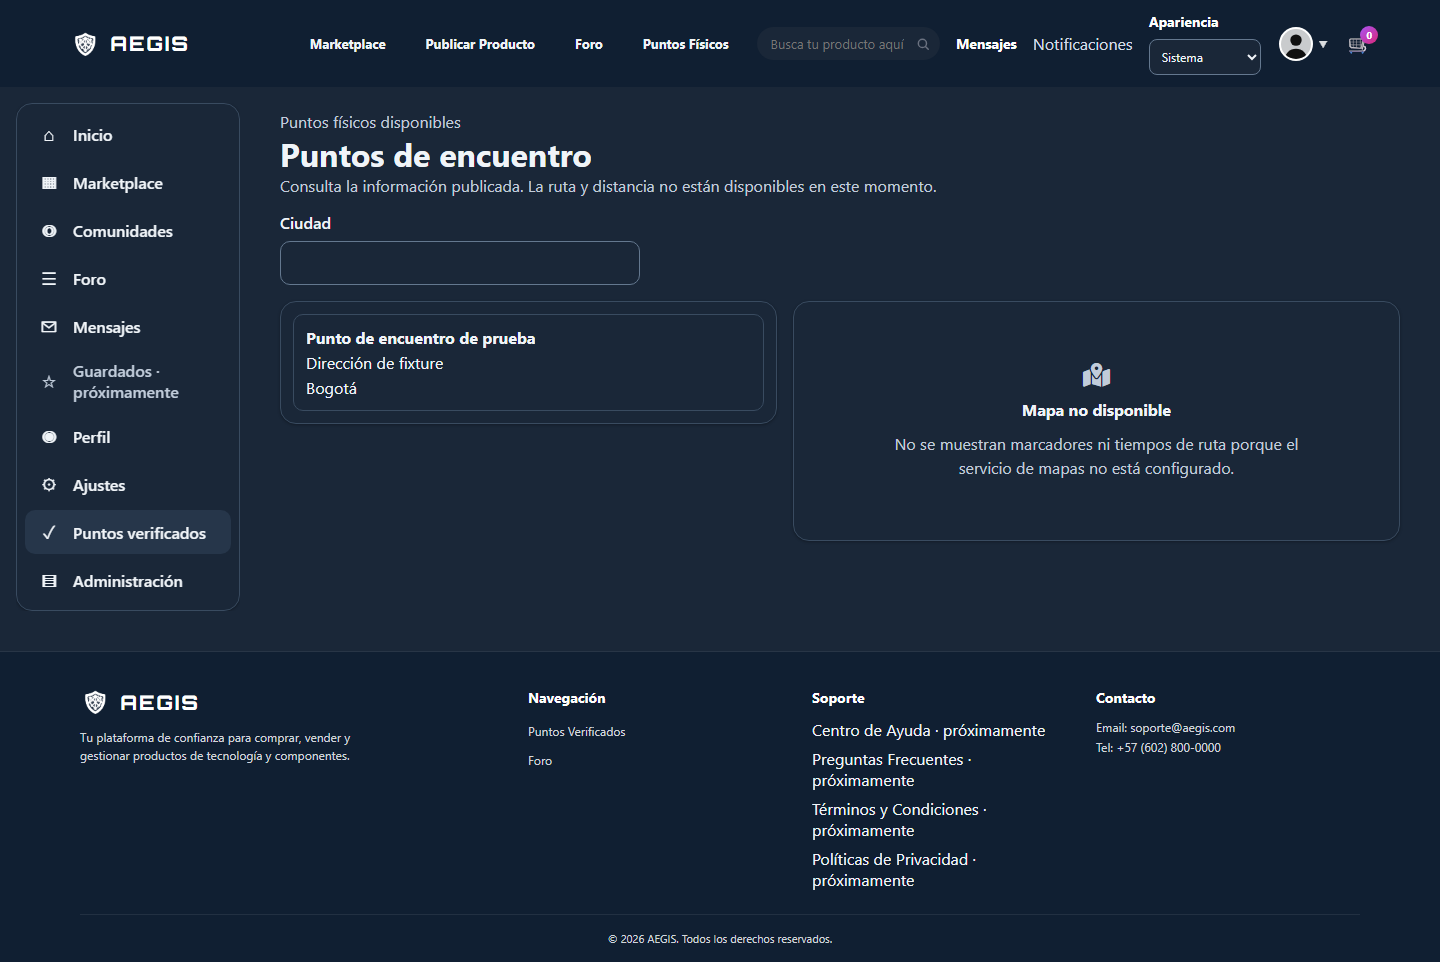 AEGIS
Marketplace
Publicar Producto
Foro
Puntos Físicos
Busca tu producto aquí
Mensajes
Notificaciones
Apariencia
Sistema
0
Inicio
Marketplace
Comunidades
Foro
Mensajes
Guardados ·
próximamente
Perfil
Ajustes
Puntos verificados
Administración
Puntos físicos disponibles
Puntos de encuentro
Consulta la información publicada. La ruta y distancia no están disponibles en este momento.
Ciudad
Punto de encuentro de prueba
Dirección de fixture
Bogotá
Mapa no disponible
No se muestran marcadores ni tiempos de ruta porque el
servicio de mapas no está configurado.
AEGIS
Tu plataforma de confianza para comprar, vender y
gestionar productos de tecnología y componentes.
Navegación
Puntos Verificados
Foro
Soporte
Centro de Ayuda · próximamente
Preguntas Frecuentes ·
próximamente
Términos y Condiciones ·
próximamente
Políticas de Privacidad ·
próximamente
Contacto
Email: soporte@aegis.com
Tel: +57 (602) 800-0000
© 2026 AEGIS. Todos los derechos reservados.